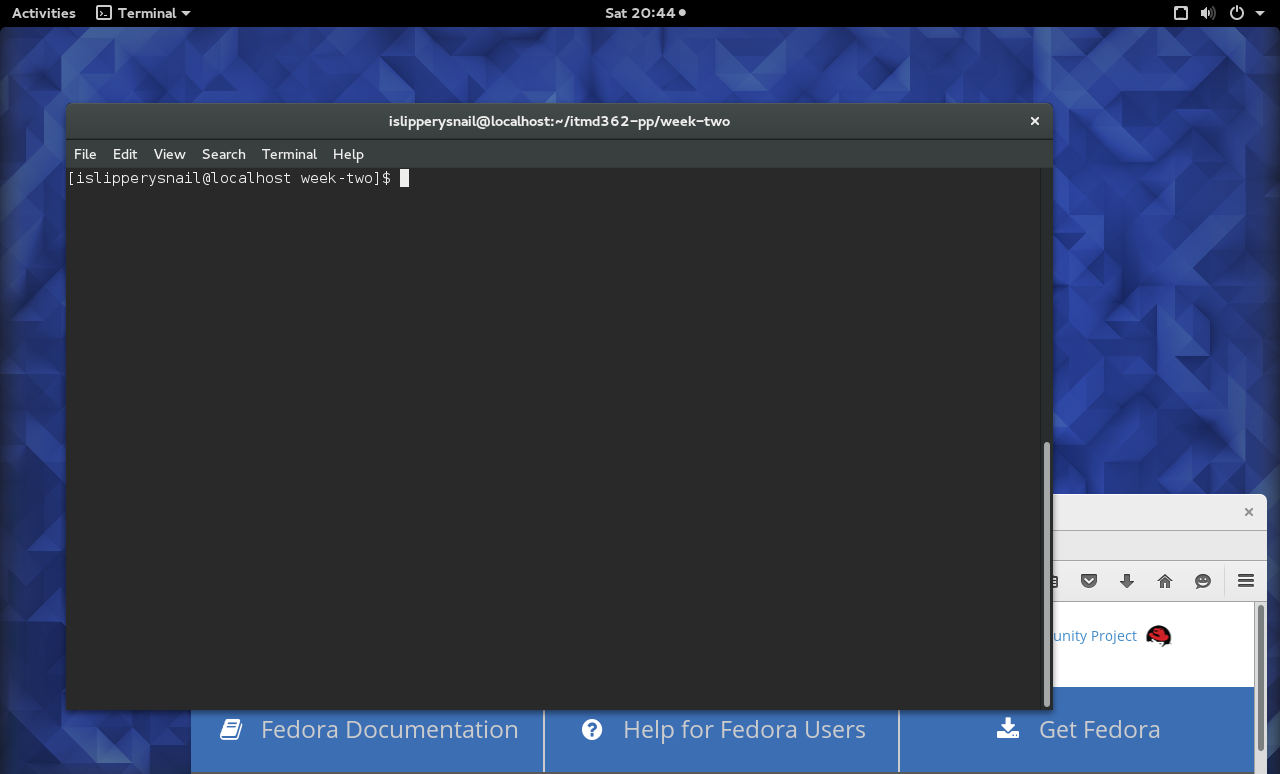 Activities Terminal Sat 20:44
islipperysnail@localhost:~/itmd362-pp/week-two
File Edit View Search Terminal Help
[islipperysnail@localhost week-two]$
unity Project
Fedora Documentation Help for Fedora Users Get Fedora